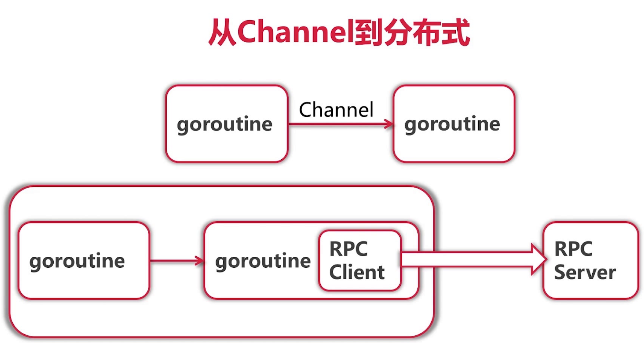 从Channel到分布式
goroutine
Channel
goroutine
goroutine
goroutine
RPC
Client
RPC
Server